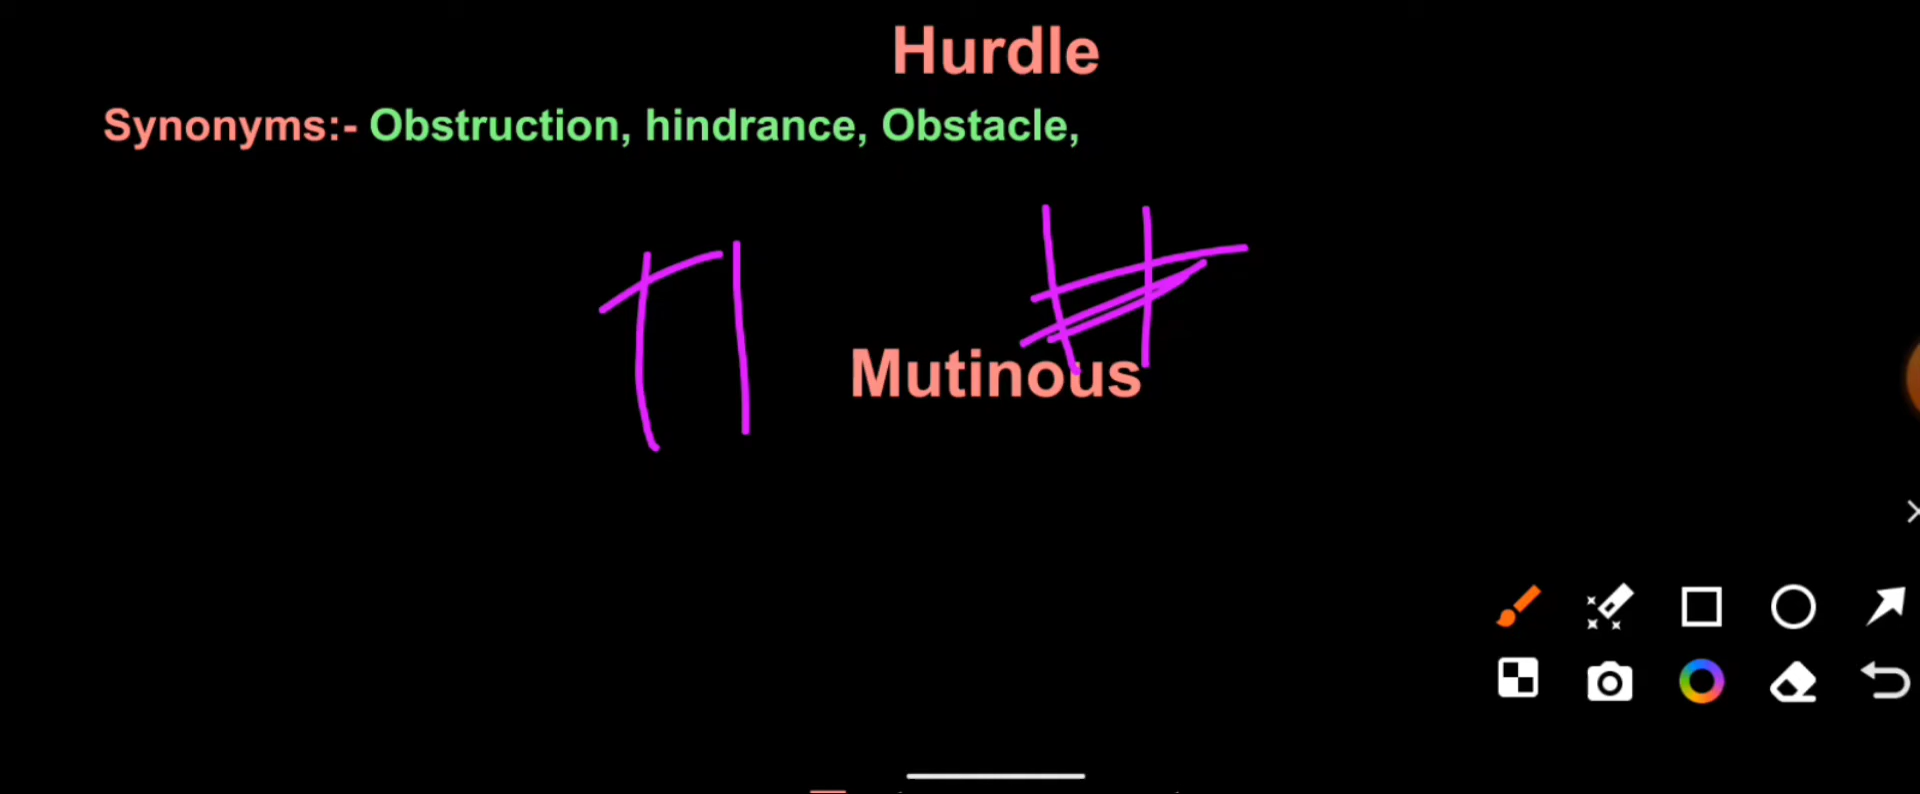 Hurdle
Synonyms:- Obstruction, hindrance, Obstacle,
Mutinous